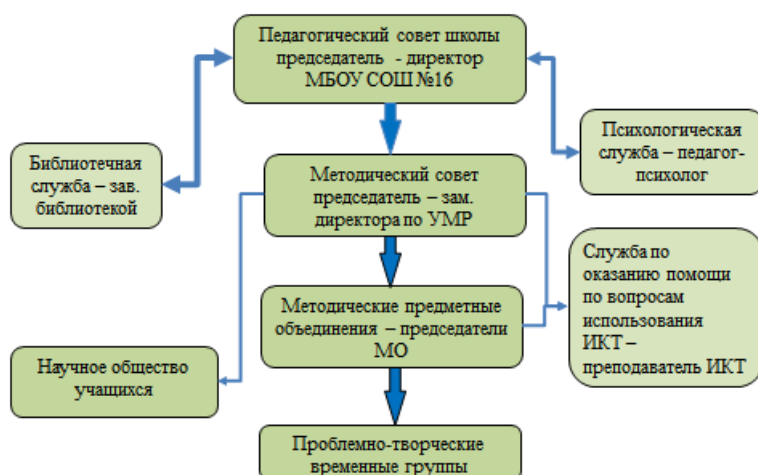 Педагогический совет школы
председатель - директор
МБОУ СОШ №16
Библиотечная
служба – зав.
библиотекой
Психологическая
служба – педагог-
психолог
Методический совет
председатель – зам.
директора по УМР
Служба по
оказанию помощи
по вопросам
использования
ИКТ –
преподаватель ИКТ
Методические предметные
объединения – председатели
МО
Научное общество
учащихся
Проблемно-творческие
временные группы